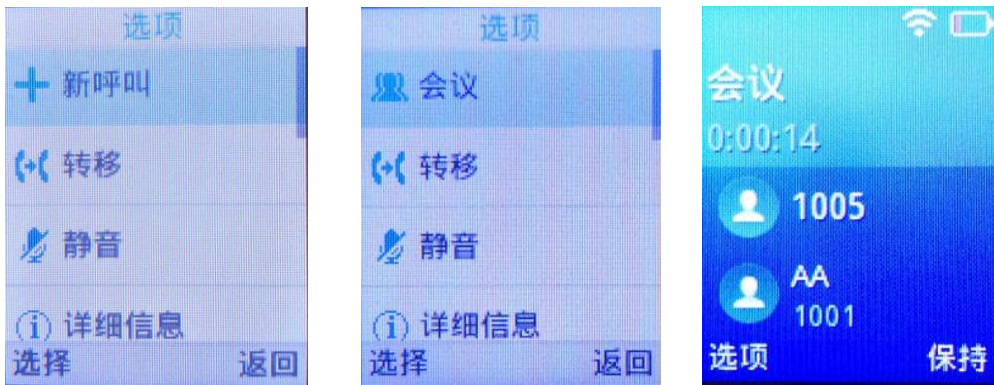 选项
新呼叫
转移
静音
详细信息
选择 返回
选项
会议
转移
静音
详细信息
选择 返回
会议
0:00:14
1005
AA
1001
选项 保持